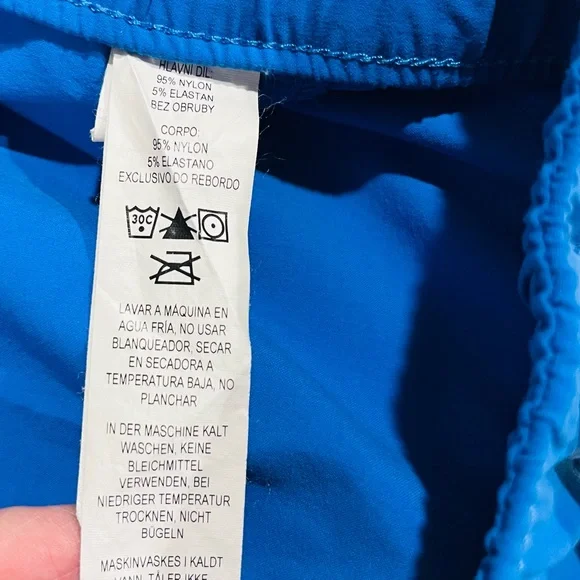 HLAVNÍ DÍL:
95% NYLON
5% ELASTAN
BEZ OBRUBY
CORPO:
95% NYLON
5% ELASTANO
EXCLUSIVO DO REBORDO
30C
LAVAR A MÁQUINA EN
AGUA FRÍA, NO USAR
BLANQUEADOR, SECAR
EN SECADORA A
TEMPERATURA BAJA, NO
PLANCHAR
IN DER MASCHINE KALT
WASCHEN, KEINE
BLEICHMITTEL
VERWENDEN, BEI
NIEDRIGER TEMPERATUR
TROCKNEN, NICHT
BÜGELN
MASKINVASKES I KALDT
VANN, TÅLER IKKE